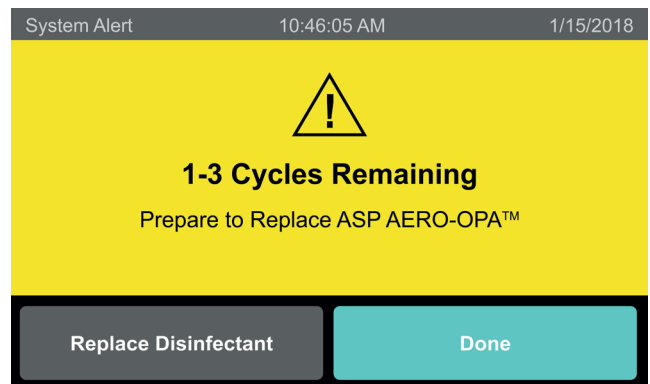 System Alert 10:46:05 AM 1/15/2018
!
1-3 Cycles Remaining
Prepare to Replace ASP AERO-OPA™
Replace Disinfectant Done